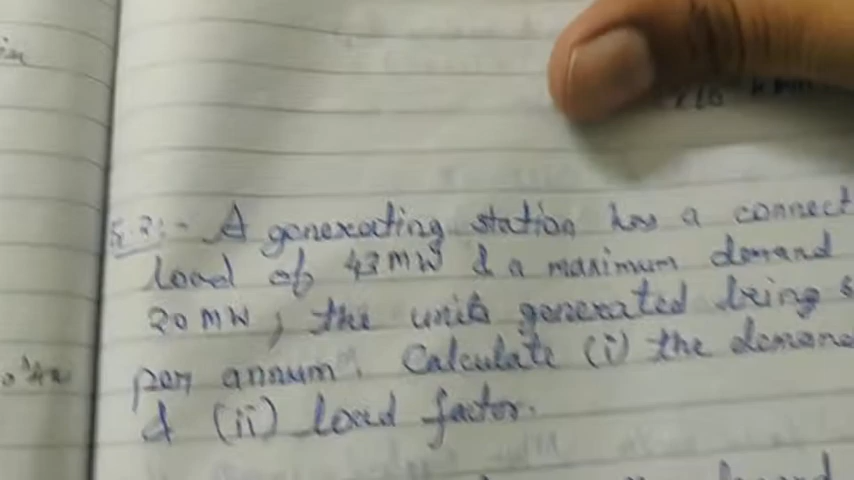 A generating station has a connect
load of 43 MW & a maximum demand
20 MW, the units generated being
per annum. Calculate (i) the demand
& (ii) load factor.